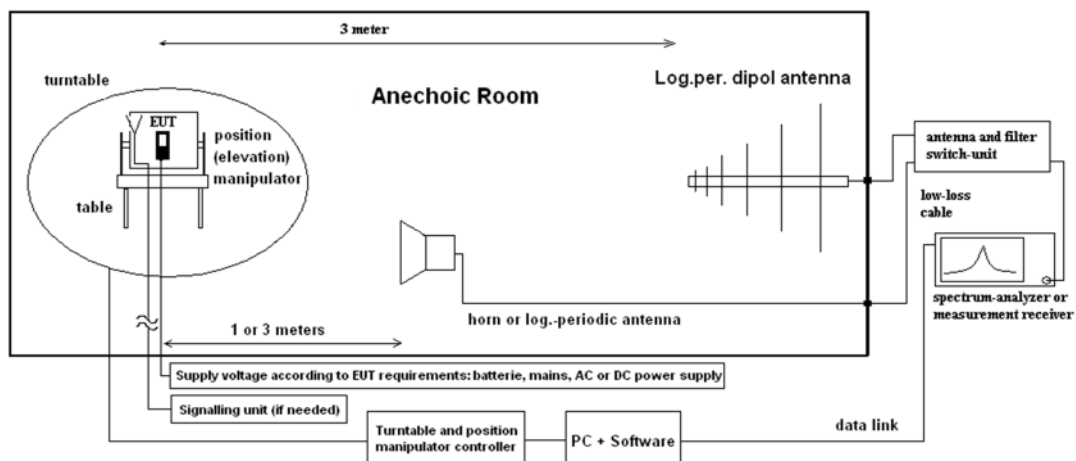 3 meter
turntable
Log.per. dipol antenna
Anechoic Room
EUT
position
(elevation)
manipulator
table
antenna and filter
switch-unit
low-loss
cable
spectrum-analyzer or
measurement receiver
horn or log.-periodic antenna
1 or 3 meters
Supply voltage according to EUT requirements: batterie, mains, AC or DC power supply
Signalling unit (if needed)
Turntable and position
manipulator controller
PC + Software
data link